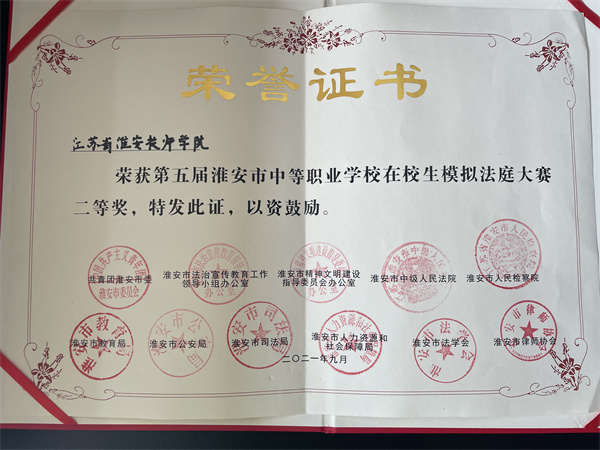 荣誉证书
江苏省淮安技师学院
荣获第五届淮安市中等职业学校在校生模拟法庭大赛
二等奖，特发此证，以资鼓励。
共青团淮安市委
淮安市法治宣传教育工作
领导小组办公室
淮安市精神文明建设
指导委员会办公室
淮安市中级人民法院
淮安市人民检察院
淮安市教育局
淮安市公安局
淮安市司法局
淮安市人力资源和
社会保障局
淮安市法学会
淮安市律师协会
二〇二一年九月